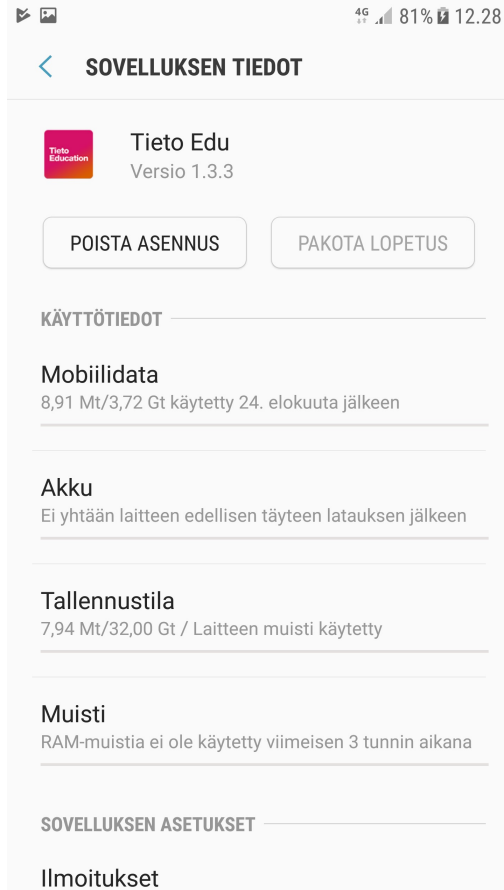 4G 81% 12.28
SOVELLUKSEN TIEDOT
Tieto
Education
Tieto Edu
Versio 1.3.3
POISTA ASENNUS
PAKOTA LOPETUS
KÄYTTÖTIEDOT
Mobiilidata
8,91 Mt/3,72 Gt käytetty 24. elokuuta jälkeen
Akku
Ei yhtään laitteen edellisen täyteen latauksen jälkeen
Tallennustila
7,94 Mt/32,00 Gt / Laitteen muisti käytetty
Muisti
RAM-muistia ei ole käytetty viimeisen 3 tunnin aikana
SOVELLUKSEN ASETUKSET
Ilmoitukset